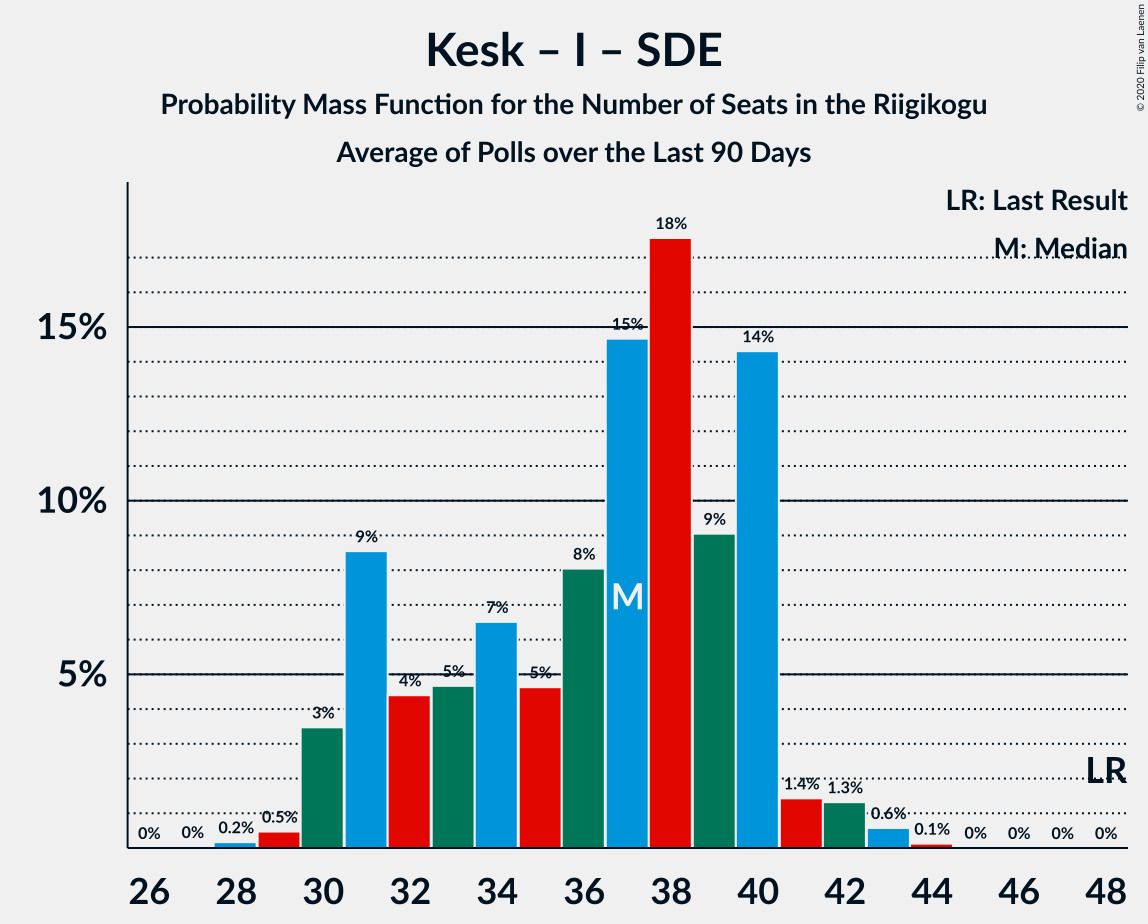 Kesk – I – SDE
Probability Mass Function for the Number of Seats in the Riigikogu
Average of Polls over the Last 90 Days
© 2020 Filip van Laenen
LR: Last Result
M: Median
15%
10%
5%
0%
0%
0.2%
0.5%
3%
9%
4%
5%
7%
5%
8%
15%
18%
9%
14%
1.4%
1.3%
0.6%
0.1%
0%
0%
0%
0%
M
LR
26 28 30 32 34 36 38 40 42 44 46 48